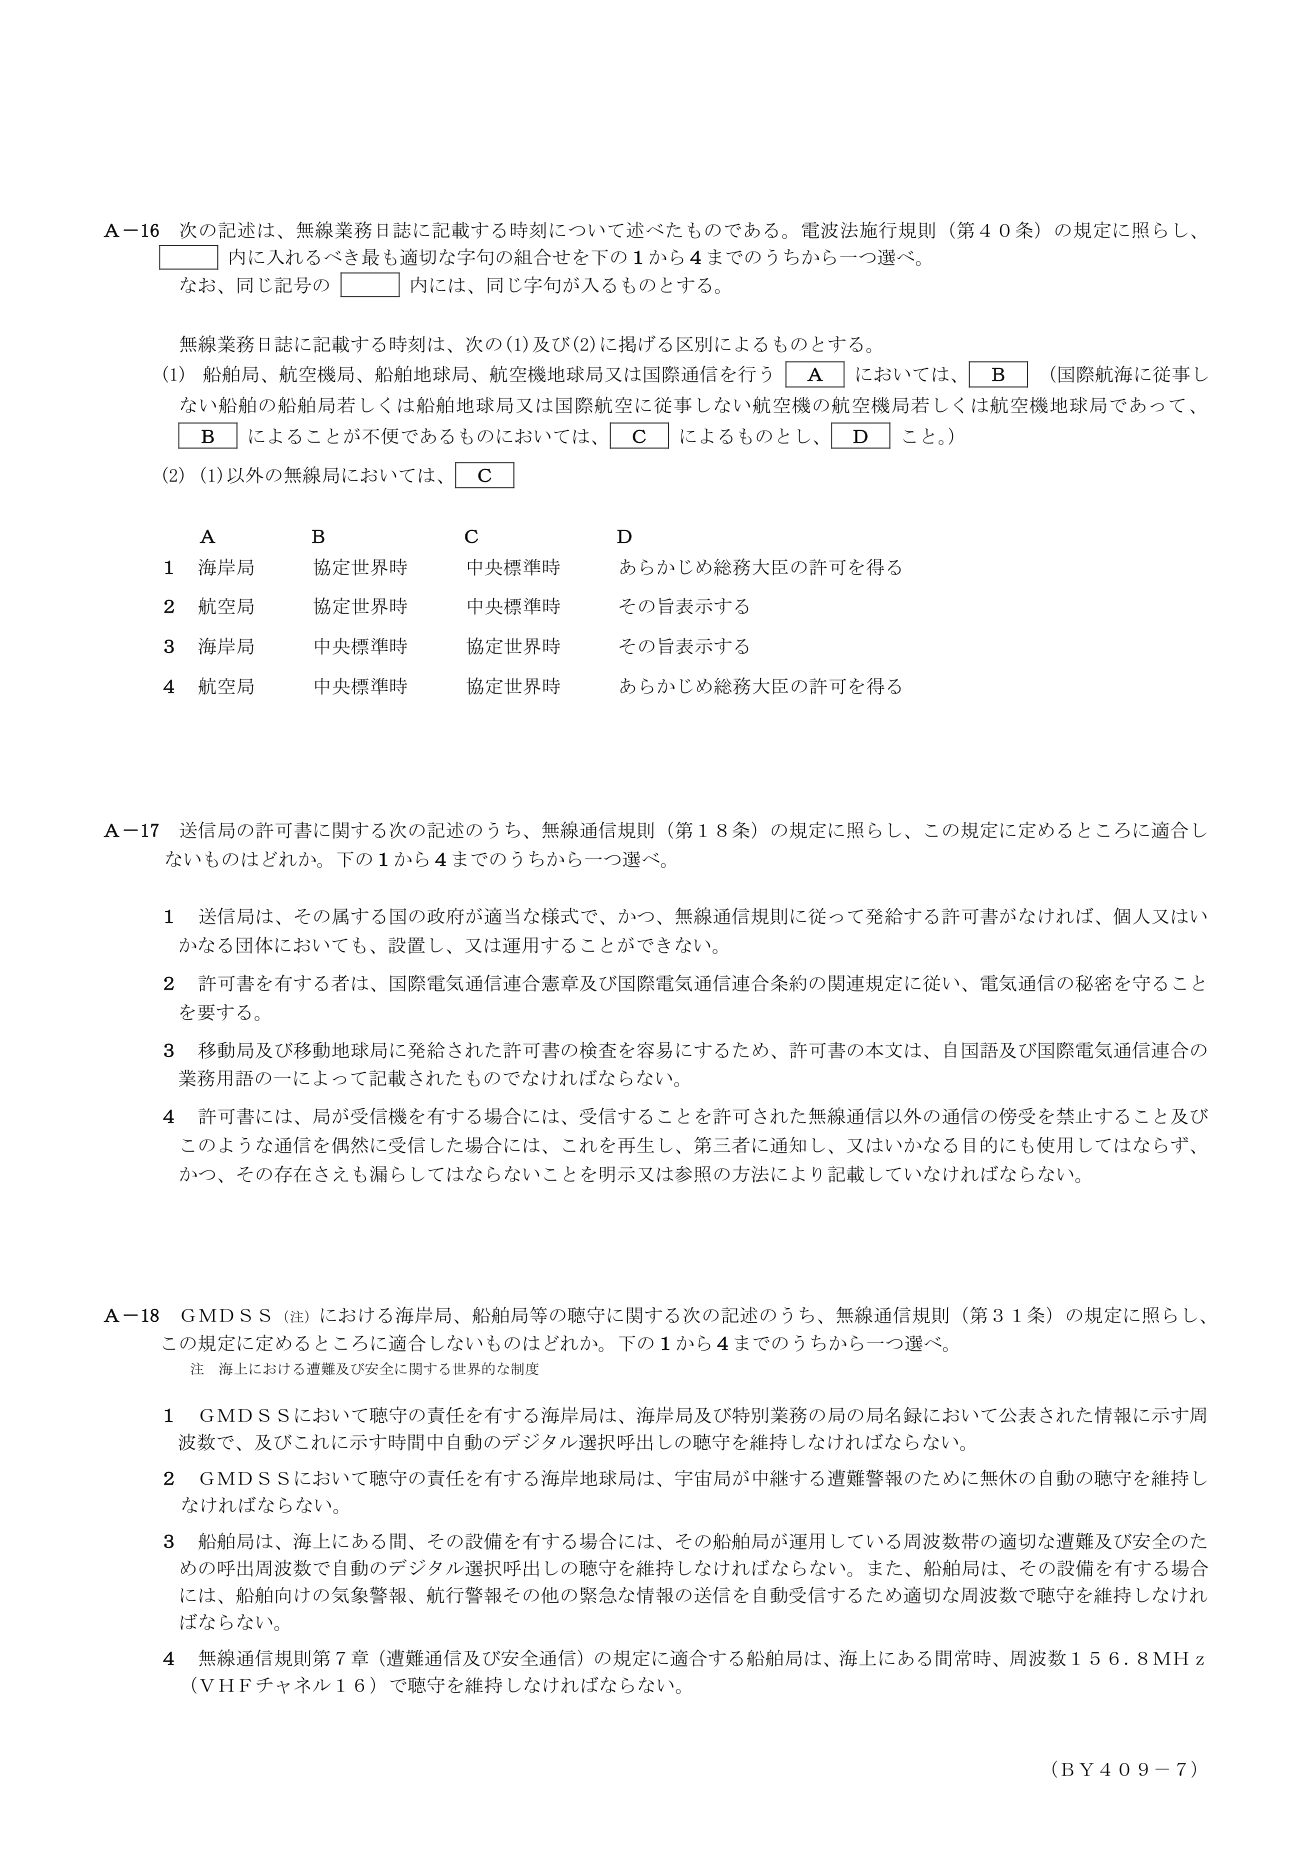 Ａ－16　次の記述は、無線業務日誌に記載する時刻について述べたものである。電波法施行規則（第４０条）の規定に照らし、
内に入れるべき最も適切な字句の組合せを下の１から４までのうちから一つ選べ。
なお、同じ記号の　　内には、同じ字句が入るものとする。
無線業務日誌に記載する時刻は、次の(1)及び(2)に掲げる区別によるものとする。
(1)　船舶局、航空機局、船舶地球局、航空機地球局又は国際通信を行う Ａ においては、 Ｂ （国際航海に従事し
ない船舶の船舶局若しくは船舶地球局又は国際航空に従事しない航空機の航空機局若しくは航空機地球局であって、
Ｂ によることが不便であるものにおいては、 Ｃ によるものとし、 Ｄ こと。）
(2)　(1)以外の無線局においては、 Ｃ
Ａ　Ｂ　Ｃ　Ｄ
１　海岸局　協定世界時　中央標準時　あらかじめ総務大臣の許可を得る
２　航空局　協定世界時　中央標準時　その旨表示する
３　海岸局　中央標準時　協定世界時　その旨表示する
４　航空局　中央標準時　協定世界時　あらかじめ総務大臣の許可を得る
Ａ－17　送信局の許可書に関する次の記述のうち、無線通信規則（第１８条）の規定に照らし、この規定に定めるところに適合し
ないものはどれか。下の１から４までのうちから一つ選べ。
１　送信局は、その属する国の政府が適当な様式で、かつ、無線通信規則に従って発給する許可書がなければ、個人又はい
かなる団体においても、設置し、又は運用することができない。
２　許可書を有する者は、国際電気通信連合憲章及び国際電気通信連合条約の関連規定に従い、電気通信の秘密を守ること
を要する。
３　移動局及び移動地球局に発給された許可書の検査を容易にするため、許可書の本文は、自国語及び国際電気通信連合の
業務用語の一によって記載されたものでなければならない。
４　許可書には、局が受信機を有する場合には、受信することを許可された無線通信以外の通信の傍受を禁止すること及び
このような通信を偶然に受信した場合には、これを再生し、第三者に通知し、又はいかなる目的にも使用してはならず、
かつ、その存在さえも漏らしてはならないことを明示又は参照の方法により記載していなければならない。
Ａ－18　ＧＭＤＳＳ（注）における海岸局、船舶局等の聴守に関する次の記述のうち、無線通信規則（第３１条）の規定に照らし、
この規定に定めるところに適合しないものはどれか。下の１から４までのうちから一つ選べ。
注　海上における遭難及び安全に関する世界的な制度
１　ＧＭＤＳＳにおいて聴守の責任を有する海岸局は、海岸局及び特別業務の局の局名録において公表された情報に示す周
波数で、及びこれに示す時間中自動のデジタル選択呼出しの聴守を維持しなければならない。
２　ＧＭＤＳＳにおいて聴守の責任を有する海岸地球局は、宇宙局が中継する遭難警報のために無休の自動の聴守を維持し
なければならない。
３　船舶局は、海上にある間、その設備を有する場合には、その船舶局が運用している周波数帯の適切な遭難及び安全のた
めの呼出周波数で自動のデジタル選択呼出しの聴守を維持しなければならない。また、船舶局は、その設備を有する場合
には、船舶向けの気象警報、航行警報その他の緊急な情報の送信を自動受信するため適切な周波数で聴守を維持しなけれ
ばならない。
４　無線通信規則第７章（遭難通信及び安全通信）の規定に適合する船舶局は、海上にある間常時、周波数１５６.８ＭＨｚ
（ＶＨＦチャネル１６）で聴守を維持しなければならない。
（ＢＹ４０９－７）